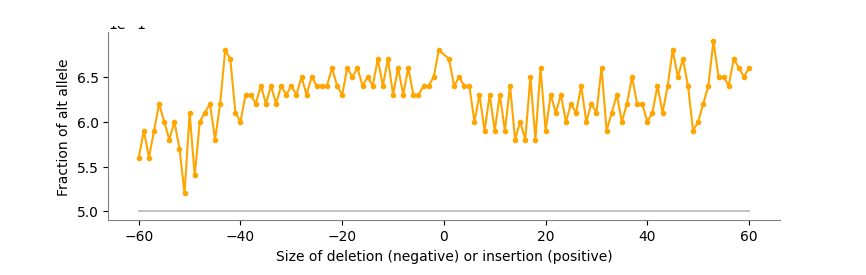 6.5
6.0
5.5
5.0
Fraction of alt allele
−60 −40 −20 0 20 40 60
Size of deletion (negative) or insertion (positive)